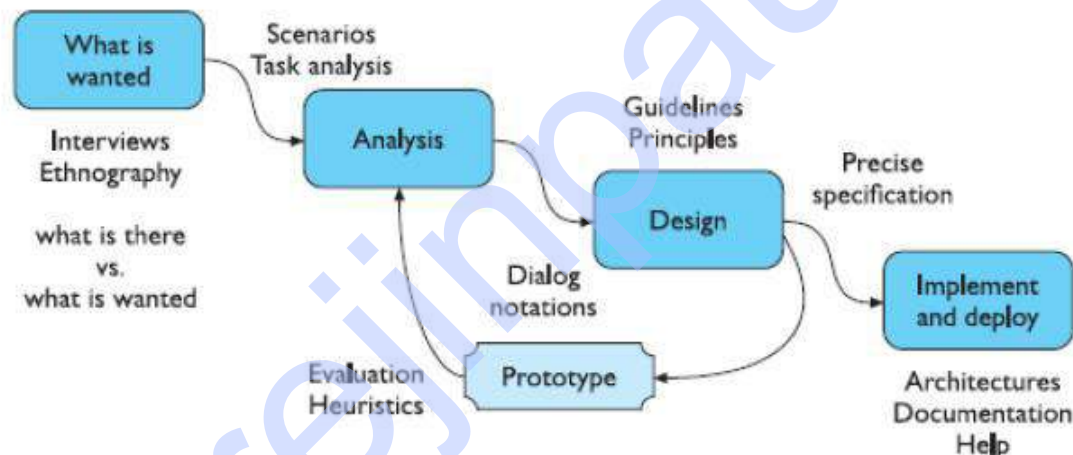 What is
wanted
Scenarios
Task analysis
Interviews
Ethnography
what is there
vs.
what is wanted
Analysis
Guidelines
Principles
Design
Precise
specification
Dialog
notations
Evaluation
Heuristics
Prototype
Implement
and deploy
Architectures
Documentation
Help